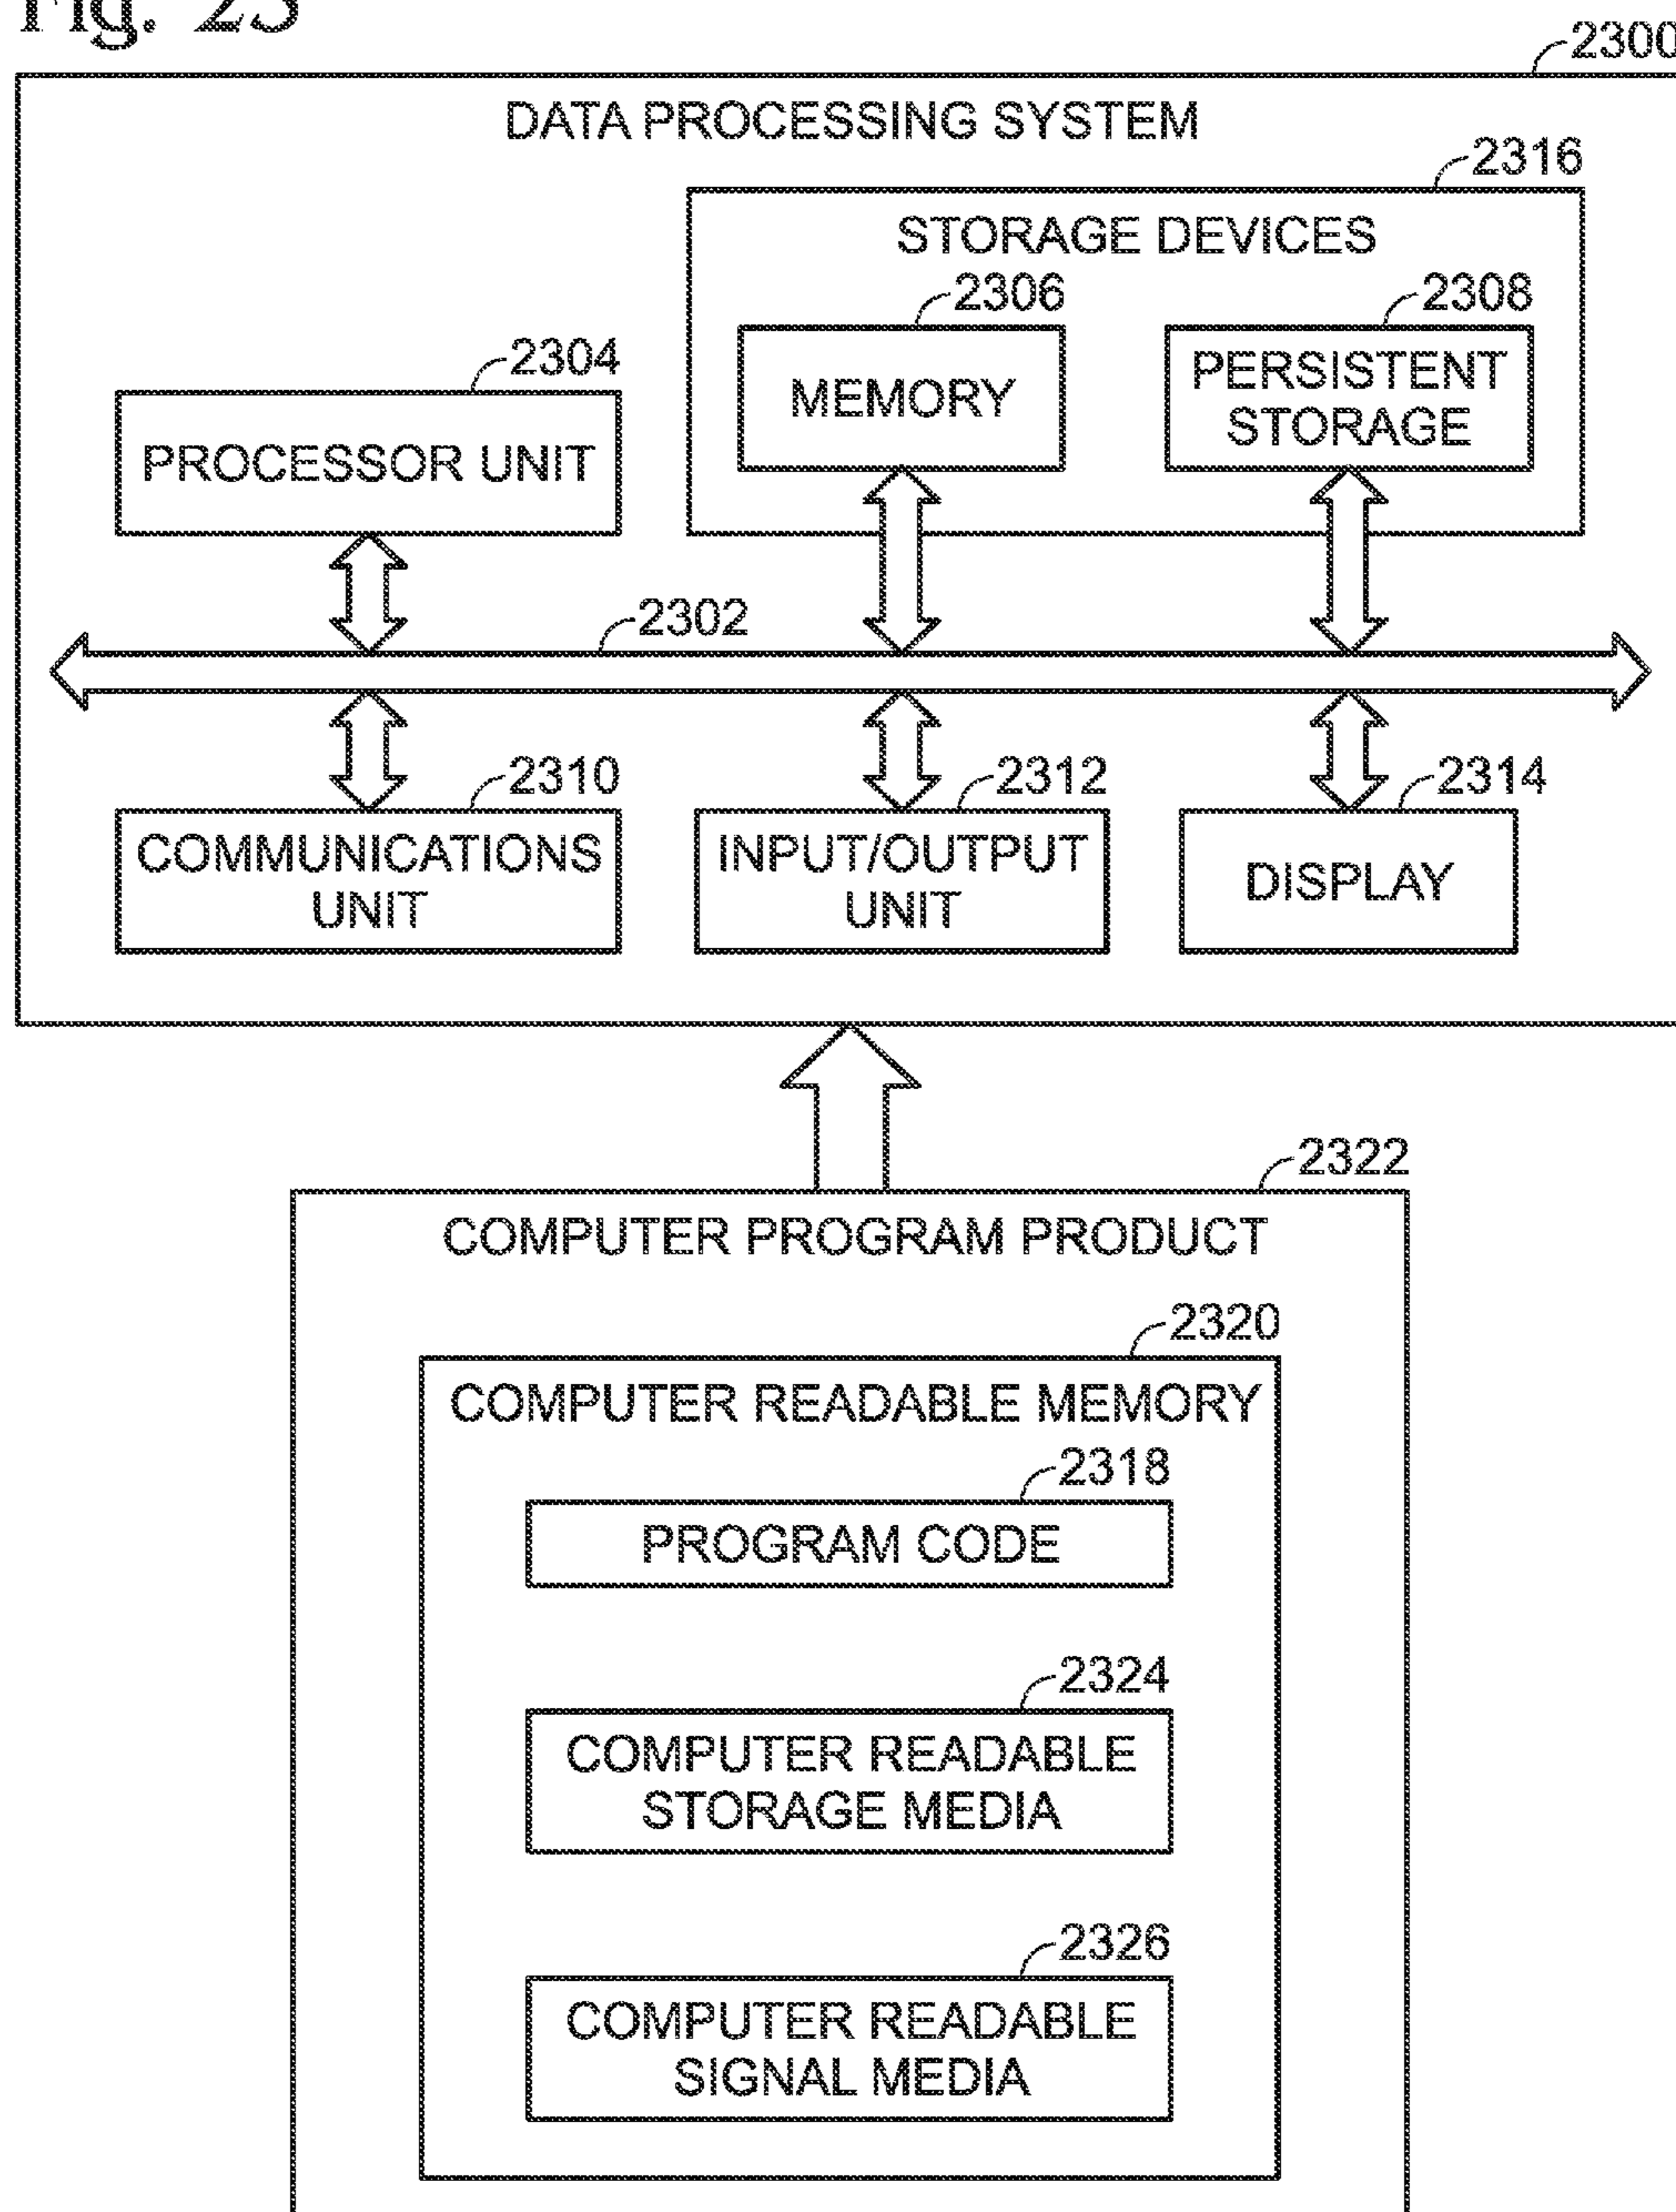 Fig. 23
2300
DATA PROCESSING SYSTEM
2316
STORAGE DEVICES
2306
2308
2304
MEMORY
PERSISTENT
STORAGE
PROCESSOR UNIT
2302
2310
2312
2314
COMMUNICATIONS
UNIT
INPUT/OUTPUT
UNIT
DISPLAY
2322
COMPUTER PROGRAM PRODUCT
2320
COMPUTER READABLE MEMORY
2318
PROGRAM CODE
2324
COMPUTER READABLE
STORAGE MEDIA
2326
COMPUTER READABLE
SIGNAL MEDIA